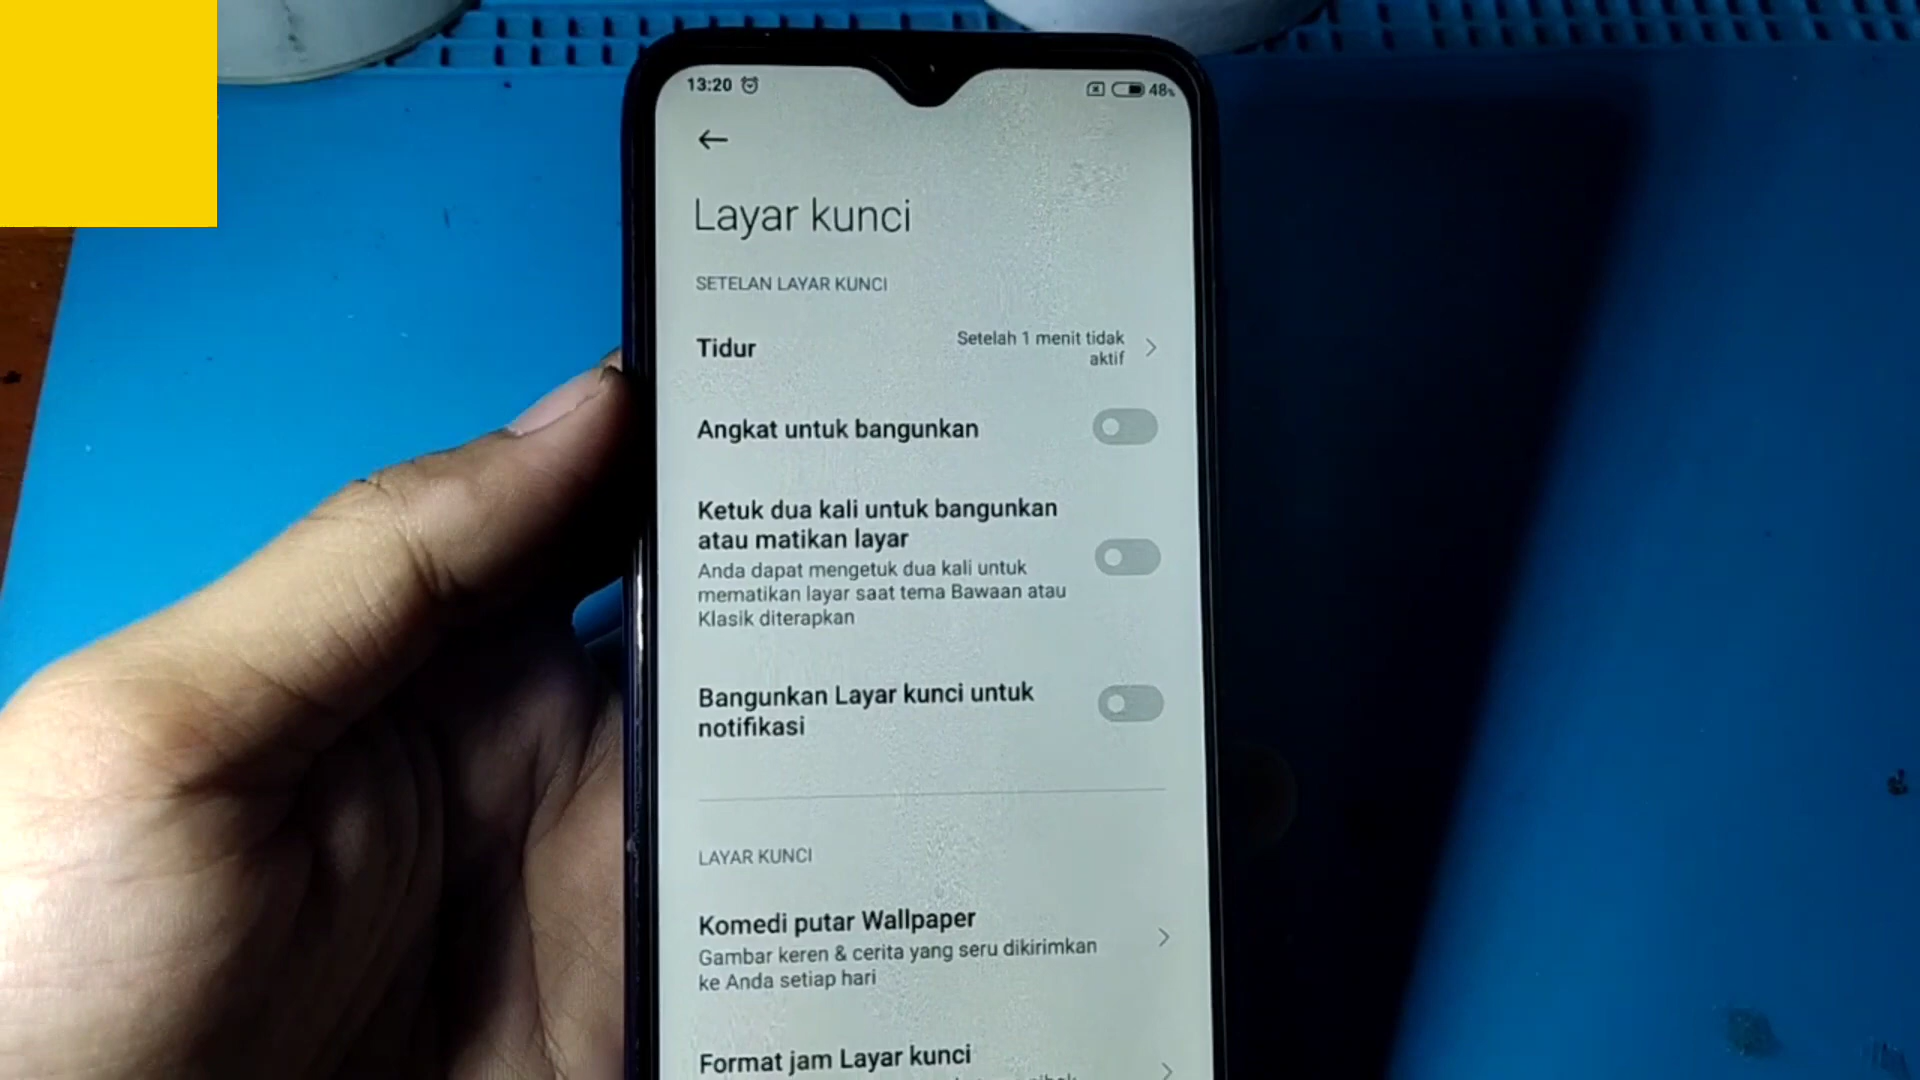 13:20
48%
Layar kunci
SETELAN LAYAR KUNCI
Tidur
Setelah 1 menit tidak
aktif
Angkat untuk bangunkan
Ketuk dua kali untuk bangunkan
atau matikan layar
Anda dapat mengetuk dua kali untuk
mematikan layar saat tema Bawaan atau
Klasik diterapkan
Bangunkan Layar kunci untuk
notifikasi
LAYAR KUNCI
Komedi putar Wallpaper
Gambar keren & cerita yang seru dikirimkan
ke Anda setiap hari
Format jam Layar kunci